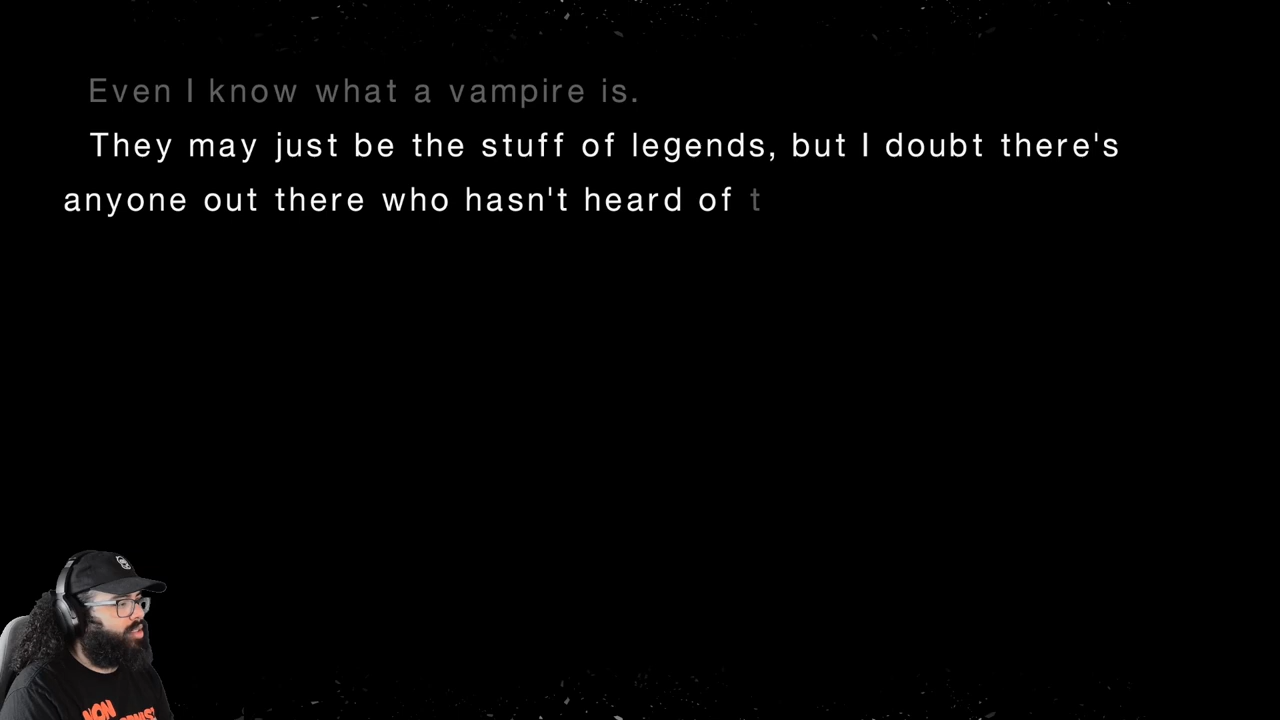 Even I know what a vampire is.
They may just be the stuff of legends, but I doubt there's
anyone out there who hasn't heard of t
NON